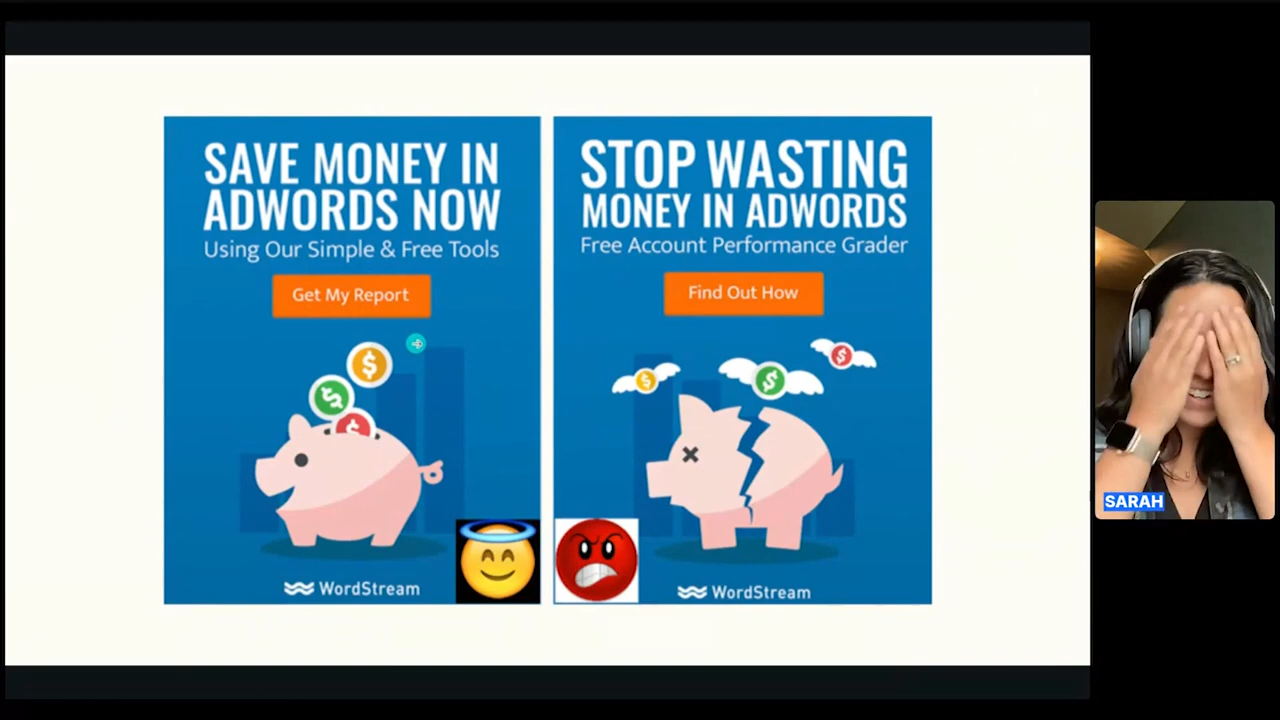 SAVE MONEY IN
ADWORDS NOW
Using Our Simple & Free Tools
Get My Report
$
$
$
WordStream
STOP WASTING
MONEY IN ADWORDS
Free Account Performance Grader
Find Out How
$
$
$
WordStream
SARAH